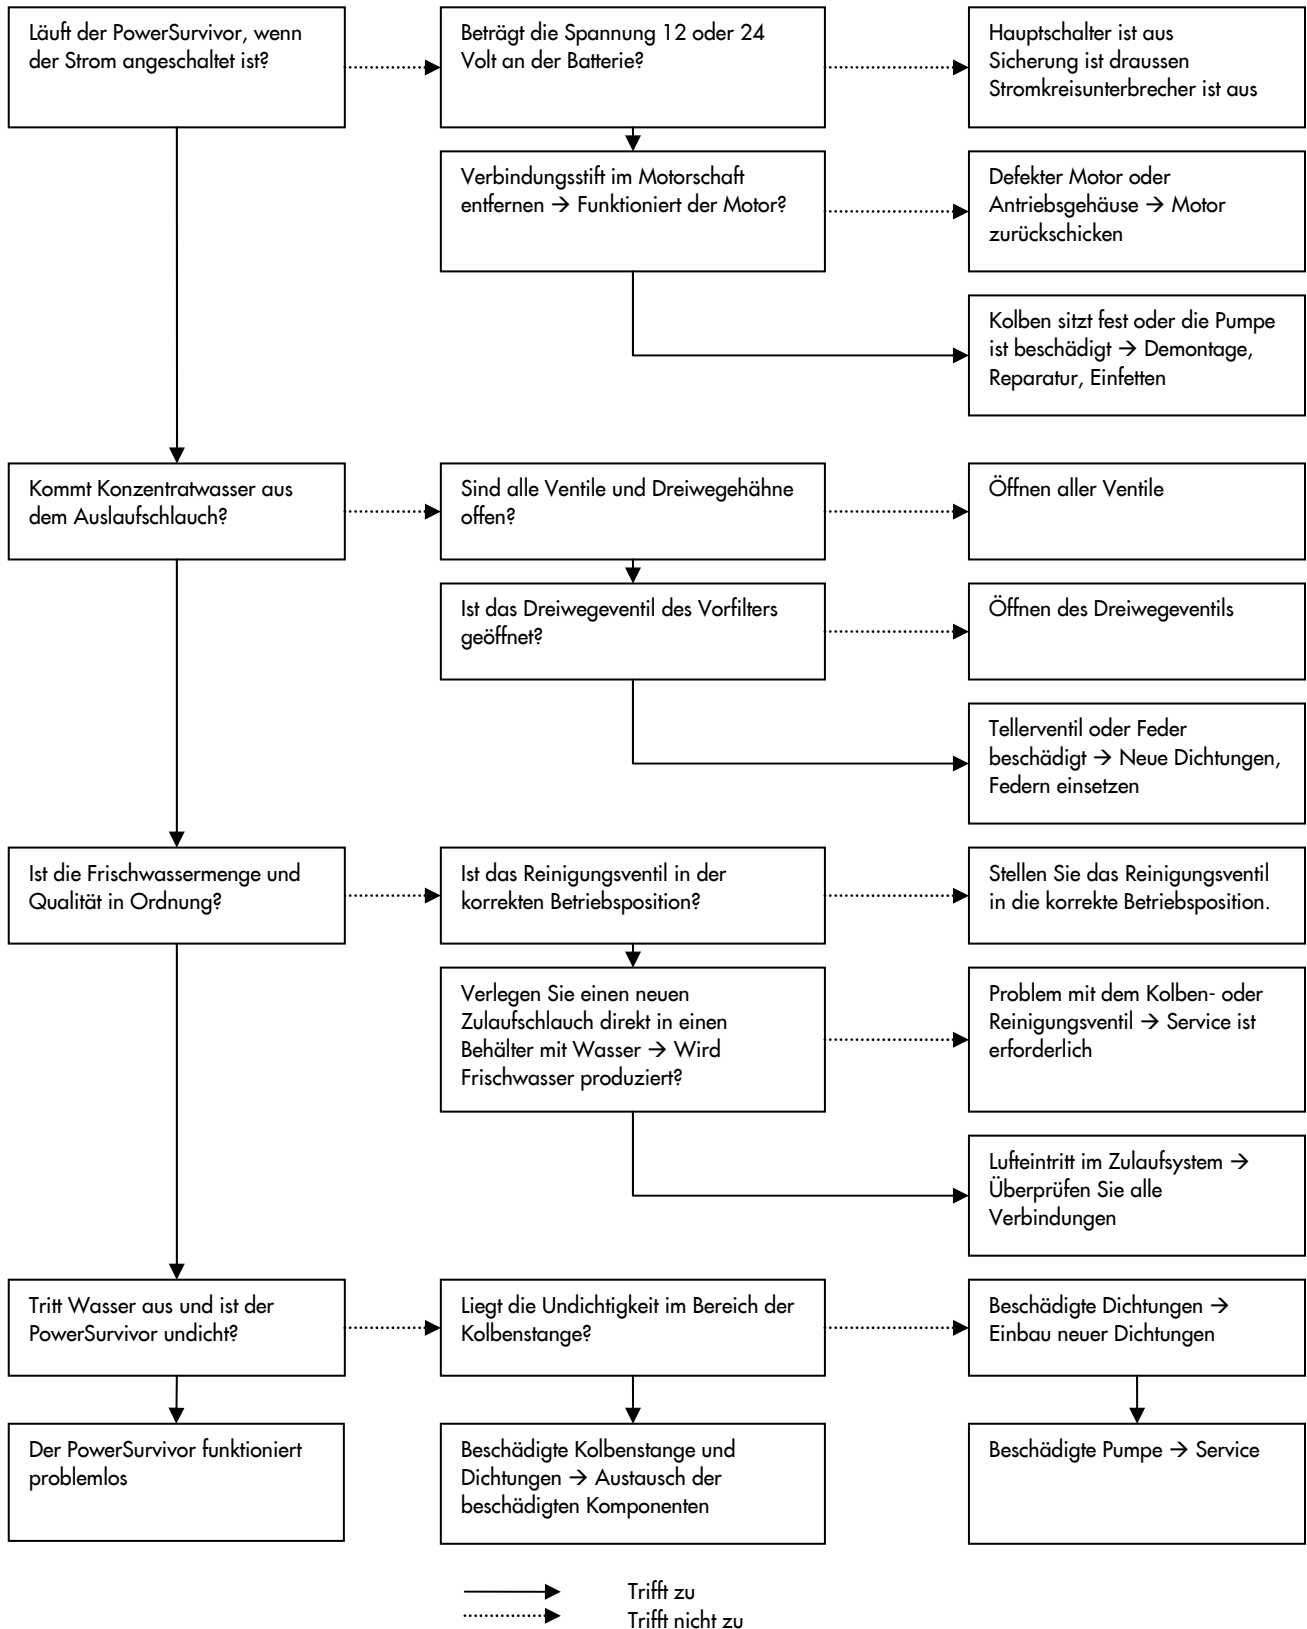 Läuft der PowerSurvivor, wenn
der Strom angeschaltet ist?
Beträgt die Spannung 12 oder 24
Volt an der Batterie?
Hauptschalter ist aus
Sicherung ist draussen
Stromkreisunterbrecher ist aus
Verbindungsstift im Motorschaft
entfernen → Funktioniert der Motor?
Defekter Motor oder
Antriebsgehäuse → Motor
zurückschicken
Kolben sitzt fest oder die Pumpe
ist beschädigt → Demontage,
Reparatur, Einfetten
Kommt Konzentratwasser aus
dem Auslaufschlauch?
Sind alle Ventile und Dreiwegehähne
offen?
Öffnen aller Ventile
Ist das Dreiwegeventil des Vorfilters
geöffnet?
Öffnen des Dreiwegeventils
Tellerventil oder Feder
beschädigt → Neue Dichtungen,
Federn einsetzen
Ist die Frischwassermenge und
Qualität in Ordnung?
Ist das Reinigungsventil in der
korrekten Betriebsposition?
Stellen Sie das Reinigungsventil
in die korrekte Betriebsposition.
Verlegen Sie einen neuen
Zulaufschlauch direkt in einen
Behälter mit Wasser → Wird
Frischwasser produziert?
Problem mit dem Kolben- oder
Reinigungsventil → Service ist
erforderlich
Lufteintritt im Zulaufsystem →
Überprüfen Sie alle
Verbindungen
Tritt Wasser aus und ist der
PowerSurvivor undicht?
Liegt die Undichtigkeit im Bereich der
Kolbenstange?
Beschädigte Dichtungen →
Einbau neuer Dichtungen
Der PowerSurvivor funktioniert
problemlos
Beschädigte Kolbenstange und
Dichtungen → Austausch der
beschädigten Komponenten
Beschädigte Pumpe → Service
Trifft zu
Trifft nicht zu